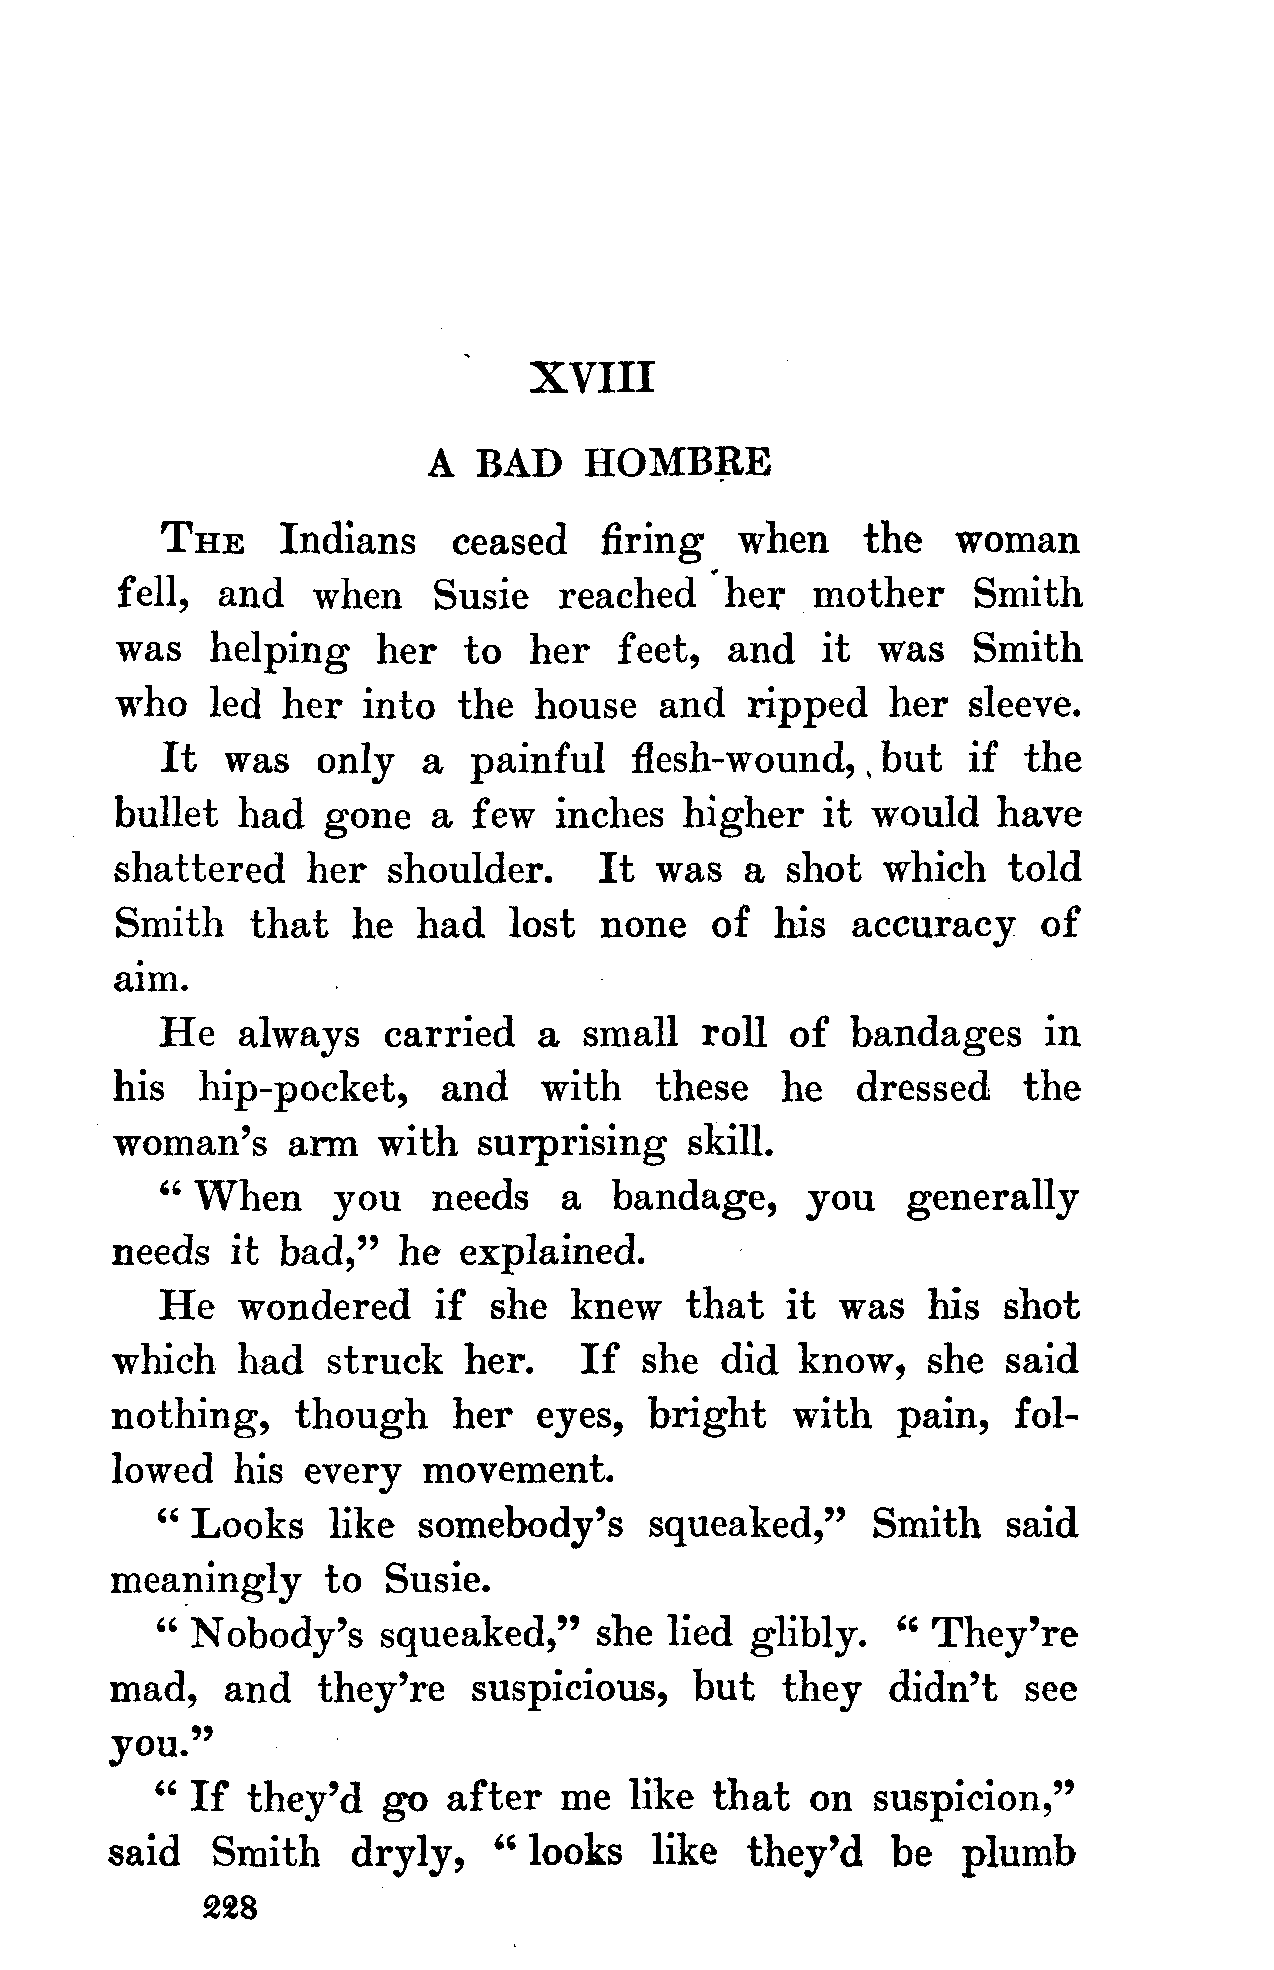 XVIII
A BAD HOMBRE
THE Indians ceased firing when the woman
fell, and when Susie reached her mother Smith
was helping her to her feet, and it was Smith
who led her into the house and ripped her sleeve.
It was only a painful flesh-wound, but if the
bullet had gone a few inches higher it would have
shattered her shoulder. It was a shot which told
Smith that he had lost none of his accuracy of
aim.
He always carried a small roll of bandages in
his hip-pocket, and with these he dressed the
woman's arm with surprising skill.
“ When you needs a bandage, you generally
needs it bad,” he explained.
He wondered if she knew that it was his shot
which had struck her. If she did know, she said
nothing, though her eyes, bright with pain, fol-
lowed his every movement.
“ Looks like somebody's squeaked,” Smith said
meaningly to Susie.
“ Nobody's squeaked,” she lied glibly. “ They're
mad, and they're suspicious, but they didn't see
you.”
“ If they'd go after me like that on suspicion,”
said Smith dryly, “ looks like they'd be plumb
228